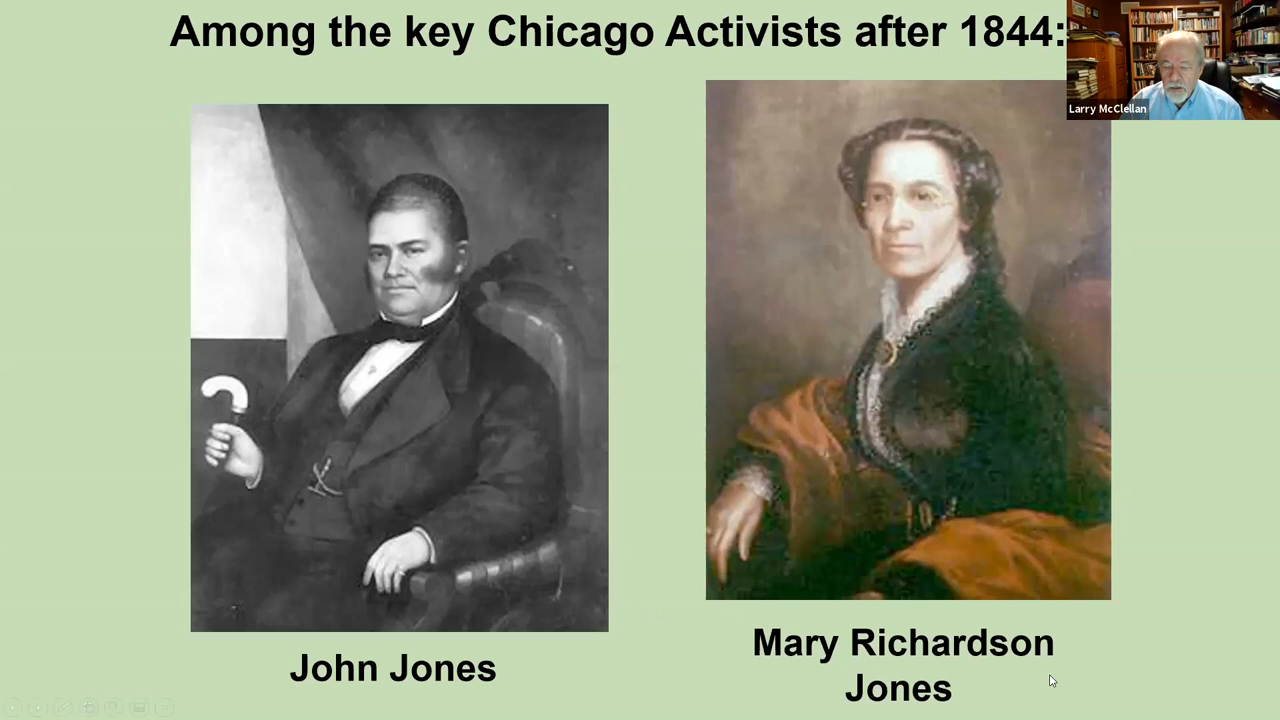 Among the key Chicago Activists after 1844:
Larry McClellan
John Jones
Mary Richardson
Jones